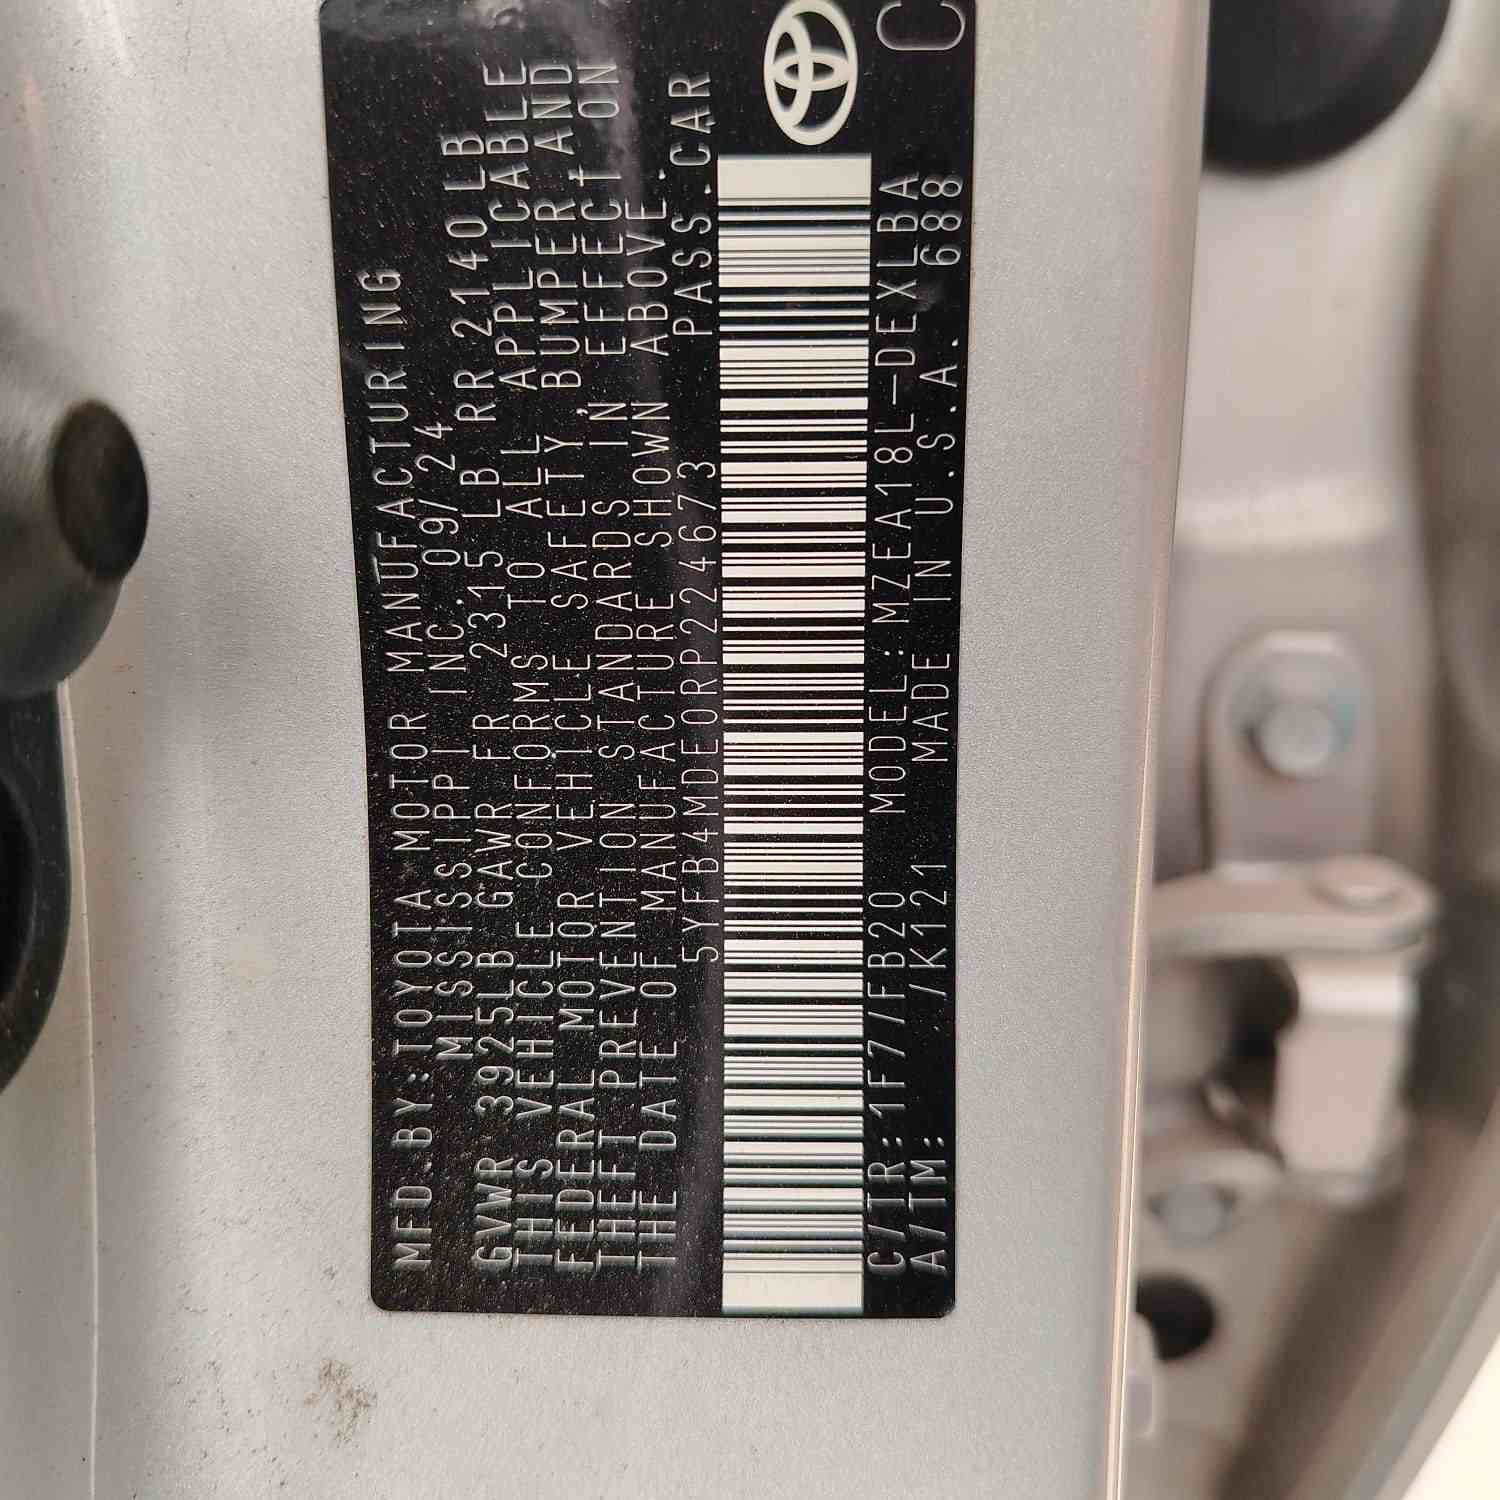 MFD.BY:TOYOTA MOTOR MANUFACTURING
MISSISSIPPI INC. 09/24
GVWR 3925LB GAWR FR 2315 LB RR 2140LB
THIS VEHICLE CONFORMS TO ALL APPLICABLE
FEDERAL MOTOR VEHICLE SAFETY, BUMPER AND
THEFT PREVENTION STANDARDS IN EFFECT ON
THE DATE OF MANUFACTURE SHOWN ABOVE.
5YFB4MDE0RP224673 PASS.CAR
C/TR:1F7/FB20 MODEL:MZEA18L-DEXLBA
A/TM: /K121 MADE IN U.S.A. 688
C